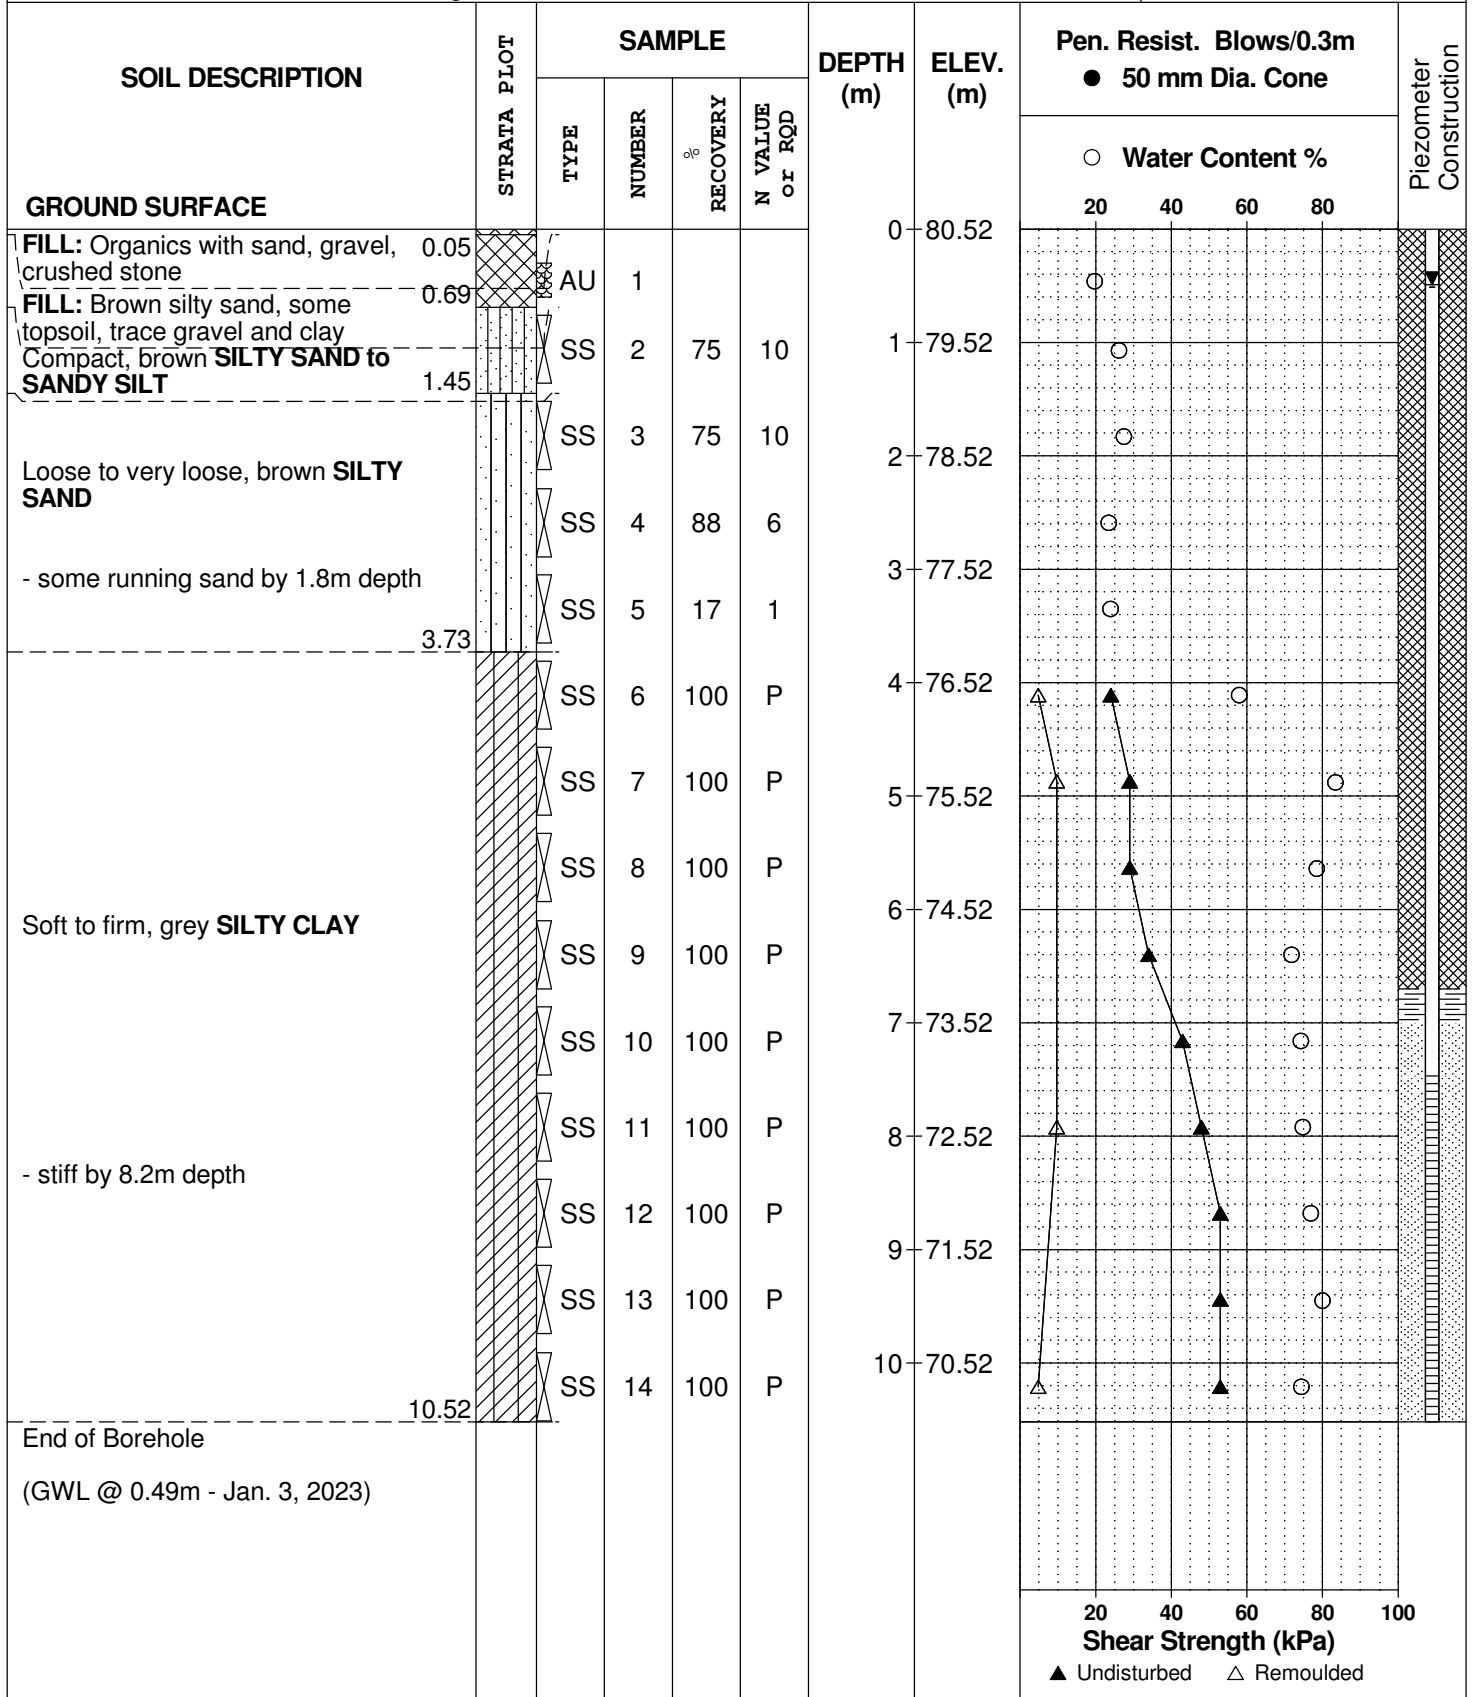 SOIL DESCRIPTION
GROUND SURFACE
STRATA PLOT
SAMPLE
TYPE
NUMBER
% RECOVERY
N VALUE or RQD
DEPTH (m)
ELEV. (m)
Pen. Resist. Blows/0.3m
● 50 mm Dia. Cone
○ Water Content %
20 40 60 80
Piezometer Construction
FILL: Organics with sand, gravel, 0.05
crushed stone
0.69
FILL: Brown silty sand, some
topsoil, trace gravel and clay
Compact, brown SILTY SAND to
SANDY SILT 1.45
Loose to very loose, brown SILTY
SAND
- some running sand by 1.8m depth
3.73
Soft to firm, grey SILTY CLAY
- stiff by 8.2m depth
10.52
End of Borehole
(GWL @ 0.49m - Jan. 3, 2023)
AU 1
SS 2 75 10
SS 3 75 10
SS 4 88 6
SS 5 17 1
SS 6 100 P
SS 7 100 P
SS 8 100 P
SS 9 100 P
SS 10 100 P
SS 11 100 P
SS 12 100 P
SS 13 100 P
SS 14 100 P
0 80.52
1 79.52
2 78.52
3 77.52
4 76.52
5 75.52
6 74.52
7 73.52
8 72.52
9 71.52
10 70.52
20 40 60 80 100
Shear Strength (kPa)
▲ Undisturbed △ Remoulded